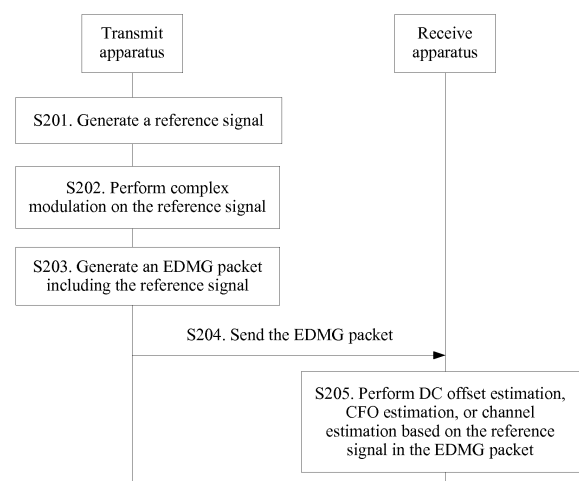 Transmit
apparatus
Receive
apparatus
S201. Generate a reference signal
S202. Perform complex
modulation on the reference signal
S203. Generate an EDMG packet
including the reference signal
S204. Send the EDMG packet
S205. Perform DC offset estimation,
CFO estimation, or channel
estimation based on the reference
signal in the EDMG packet